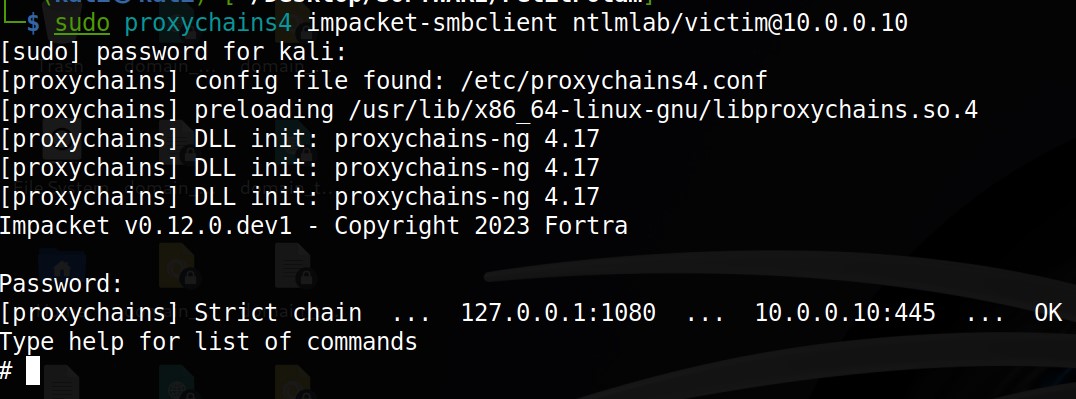 $ sudo proxychains4 impacket-smbclient ntlmlab/victim@10.0.0.10
[sudo] password for kali:
[proxychains] config file found: /etc/proxychains4.conf
[proxychains] preloading /usr/lib/x86_64-linux-gnu/libproxychains.so.4
[proxychains] DLL init: proxychains-ng 4.17
[proxychains] DLL init: proxychains-ng 4.17
[proxychains] DLL init: proxychains-ng 4.17
Impacket v0.12.0.dev1 - Copyright 2023 Fortra
Password:
[proxychains] Strict chain  ...  127.0.0.1:1080  ...  10.0.0.10:445  ...  OK
Type help for list of commands
#